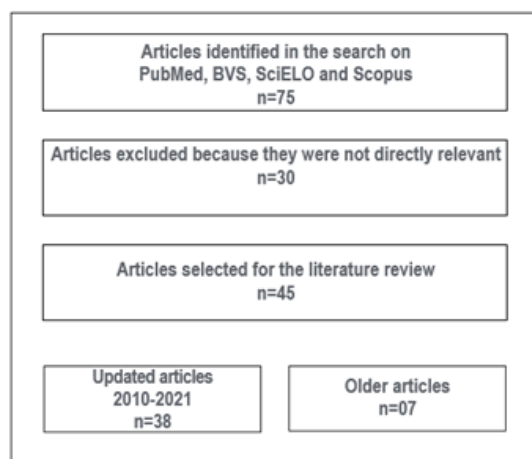 Articles identified in the search on
PubMed, BVS, SciELO and Scopus
n=75
Articles excluded because they were not directly relevant
n=30
Articles selected for the literature review
n=45
Updated articles
2010-2021
n=38
Older articles
n=07